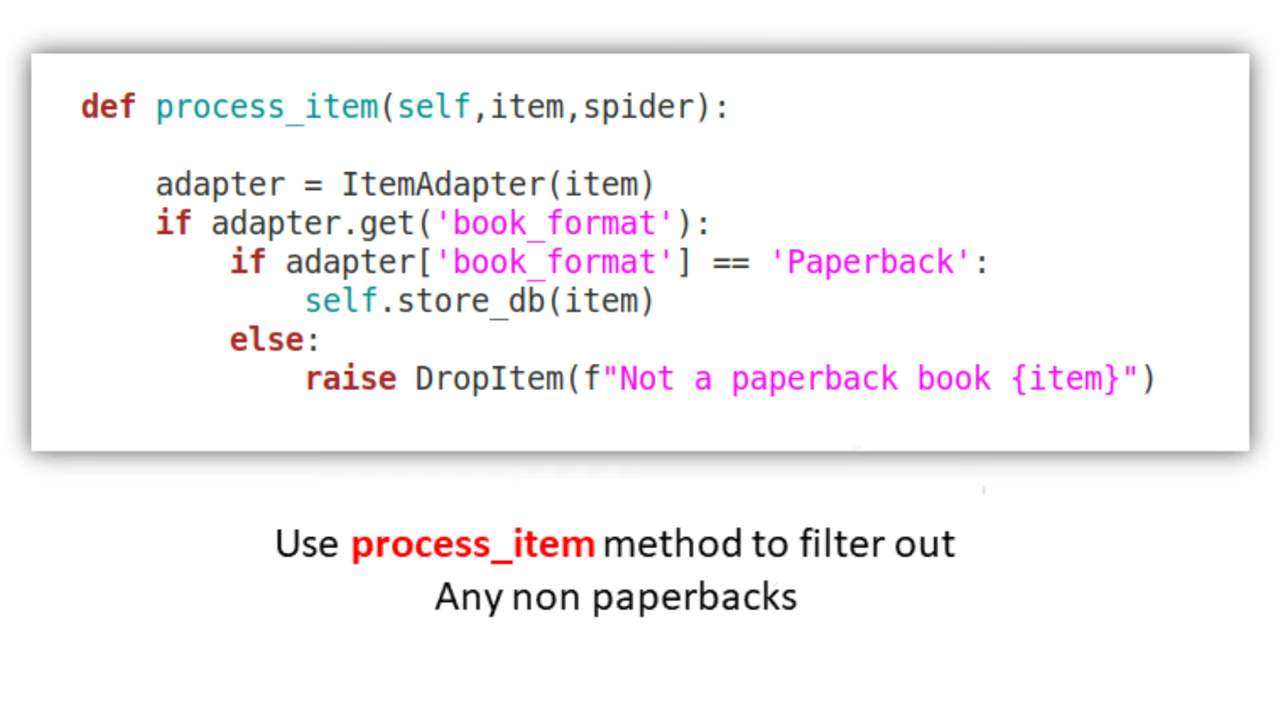 def process_item(self,item,spider):
adapter = ItemAdapter(item)
if adapter.get('book_format'):
if adapter['book_format'] == 'Paperback':
self.store_db(item)
else:
raise DropItem(f"Not a paperback book {item}")
Use process_item method to filter out
Any non paperbacks